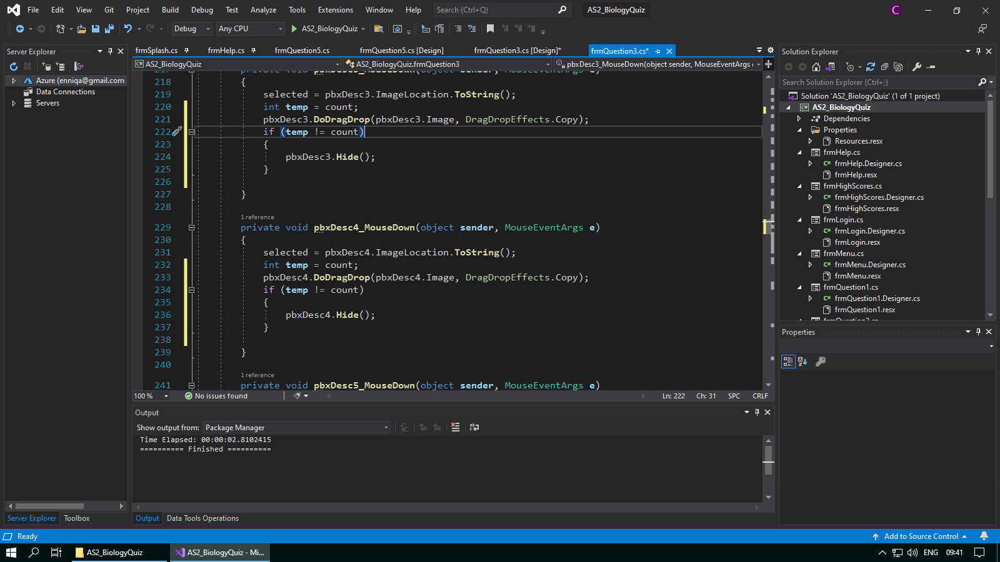 File Edit View Git Project Build Debug Test Analyze Tools Extensions Window Help Search (Ctrl+Q) AS2_BiologyQuiz C
Debug Any CPU AS2_BiologyQuiz
Server Explorer
Azure (enniqa@gmail.com
Data Connections
Servers
Server Explorer Toolbox
frmSplash.cs frmHelp.cs frmQuestion5.cs frmQuestion5.cs [Design] frmQuestion3.cs [Design]* frmQuestion3.cs*
C# AS2_BiologyQuiz AS2_BiologyQuiz.frmQuestion3 pbxDesc3_MouseDown(object sender, MouseEventArgs
218 {
219 selected = pbxDesc3.ImageLocation.ToString();
220 int temp = count;
221 pbxDesc3.DoDragDrop(pbxDesc3.Image, DragDropEffects.Copy);
222 if (temp != count)
223 {
224 pbxDesc3.Hide();
225 }
226
227 }
228
1 reference
229 private void pbxDesc4_MouseDown(object sender, MouseEventArgs e)
230 {
231 selected = pbxDesc4.ImageLocation.ToString();
232 int temp = count;
233 pbxDesc4.DoDragDrop(pbxDesc4.Image, DragDropEffects.Copy);
234 if (temp != count)
235 {
236 pbxDesc4.Hide();
237 }
238
239 }
240
1 reference
241 private void pbxDesc5_MouseDown(object sender, MouseEventArgs e)
100 % No issues found Ln: 222 Ch: 31 SPC CRLF
Output
Show output from: Package Manager
Time Elapsed: 00:00:02.8102415
========== Finished ==========
Output Data Tools Operations
Solution Explorer
Search Solution Explorer (Ctrl+;)
Solution 'AS2_BiologyQuiz' (1 of 1 project)
C# AS2_BiologyQuiz
Dependencies
Properties
Resources.resx
frmHelp.cs
C# frmHelp.Designer.cs
frmHelp.resx
frmHighScores.cs
C# frmHighScores.Designer.cs
frmHighScores.resx
frmLogin.cs
C# frmLogin.Designer.cs
frmLogin.resx
frmMenu.cs
C# frmMenu.Designer.cs
frmMenu.resx
frmQuestion1.cs
C# frmQuestion1.Designer.cs
frmQuestion1.resx
Properties
Ready Add to Source Control
AS2_BiologyQuiz AS2_BiologyQuiz - Mi... ENG 09:41